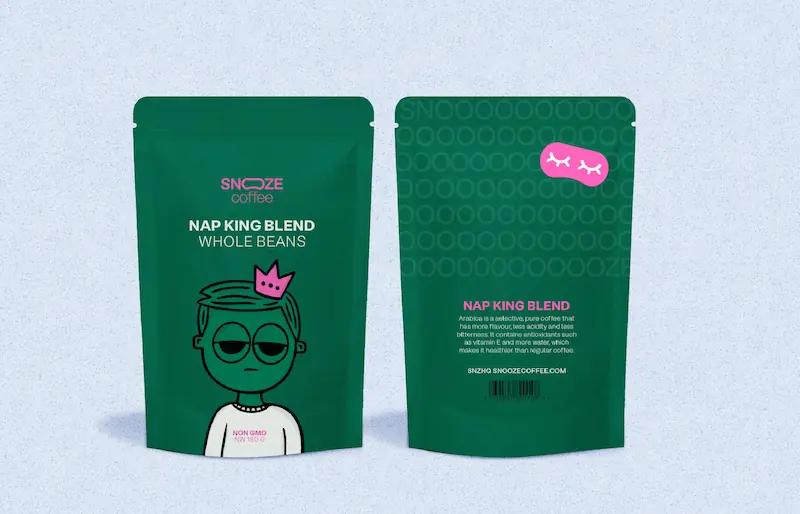 SNOOZE
coffee
NAP KING BLEND
WHOLE BEANS
NON GMO
NW 180 G
NAP KING BLEND
Arabica is a selective, pure coffee that
has more flavour, less acidity and less
bitterness. It contains antioxidants such
as vitamin E and more water, which
makes it healthier than regular coffee.
SNZHQ SNOOZECOFFEE.COM